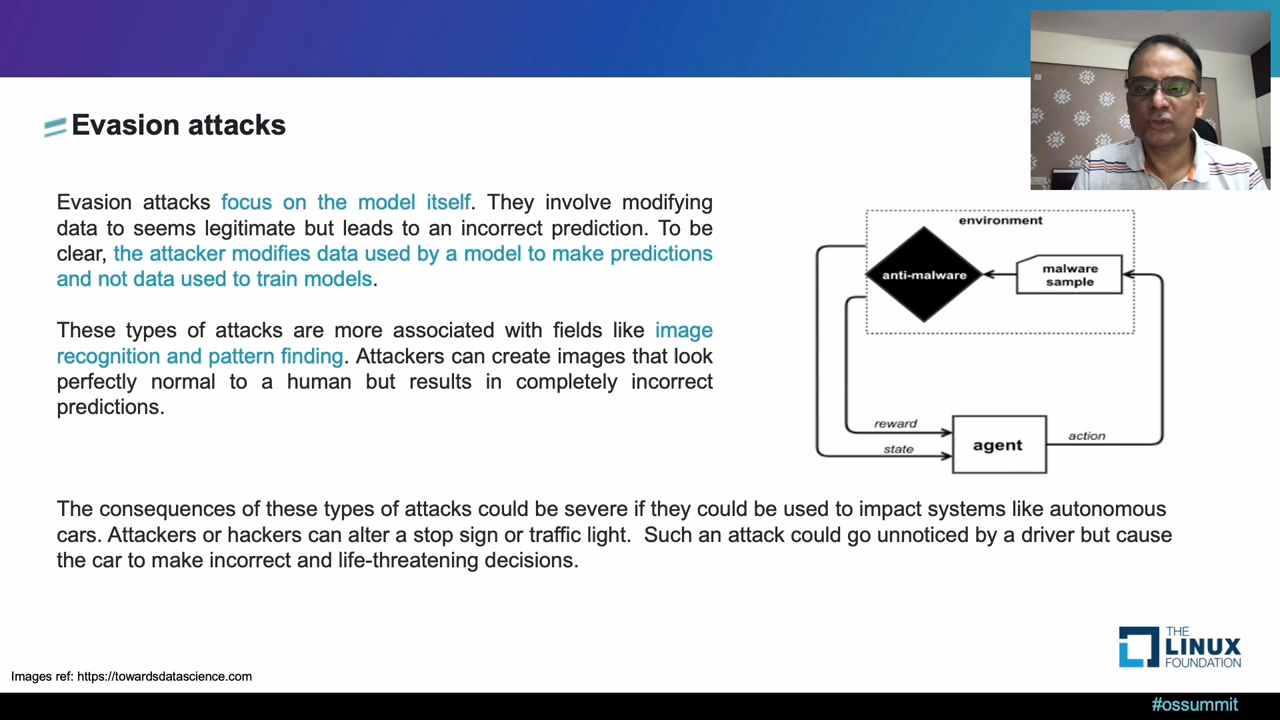 Evasion attacks
Evasion attacks focus on the model itself. They involve modifying
data to seems legitimate but leads to an incorrect prediction. To be
clear, the attacker modifies data used by a model to make predictions
and not data used to train models.
These types of attacks are more associated with fields like image
recognition and pattern finding. Attackers can create images that look
perfectly normal to a human but results in completely incorrect
predictions.
environment
anti-malware
malware
sample
reward
state
agent
action
The consequences of these types of attacks could be severe if they could be used to impact systems like autonomous
cars. Attackers or hackers can alter a stop sign or traffic light. Such an attack could go unnoticed by a driver but cause
the car to make incorrect and life-threatening decisions.
THE
LINUX
FOUNDATION
Images ref: https://towardsdatascience.com
#ossummit